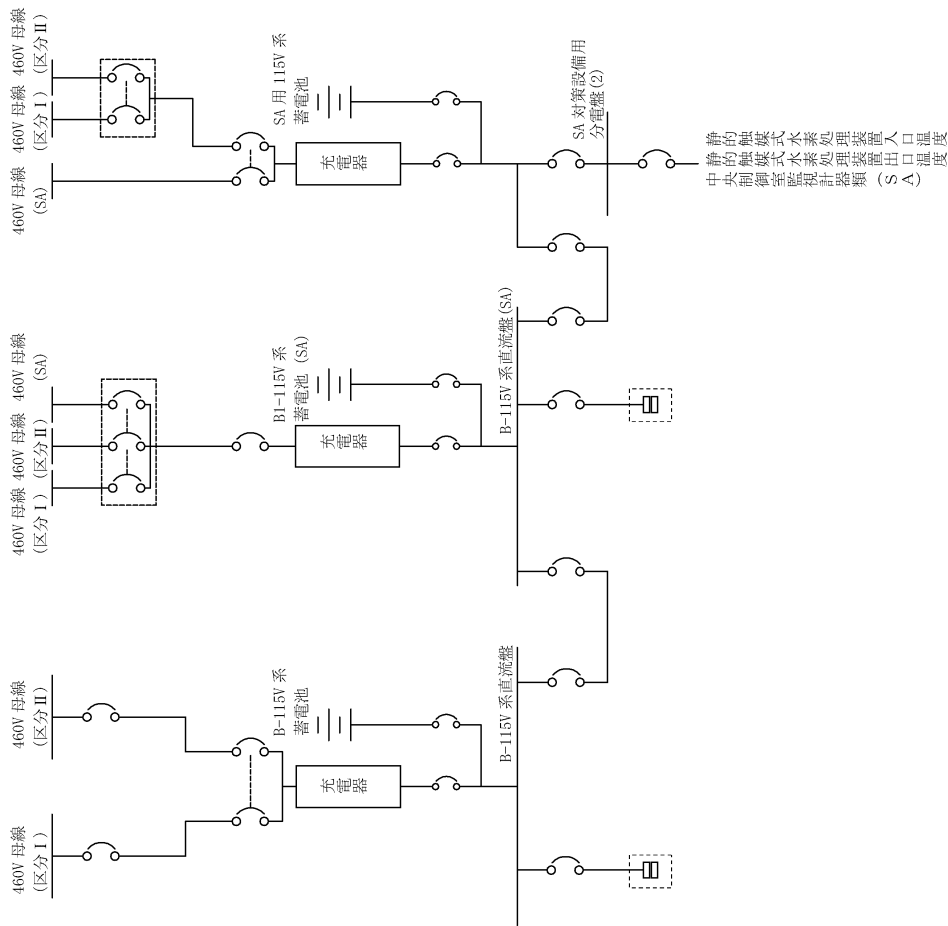 460V 母線
(区分Ⅰ)
460V 母線
(区分Ⅱ)
460V 母線
(区分Ⅰ)
460V 母線
(区分Ⅱ)
460V 母線
(SA)
460V 母線
(SA)
460V 母線
(区分Ⅰ)
460V 母線
(区分Ⅱ)
B-115V 系
蓄電池
充電器
B1-115V 系
蓄電池 (SA)
充電器
SA 用 115V 系
蓄電池
充電器
B-115V 系直流盤
B-115V 系直流盤(SA)
SA 対策設備用
分電盤(2)
静的触媒式水素処理装置入口温度
静的触媒式水素処理装置出口温度
中央制御室監視計器類(SA)